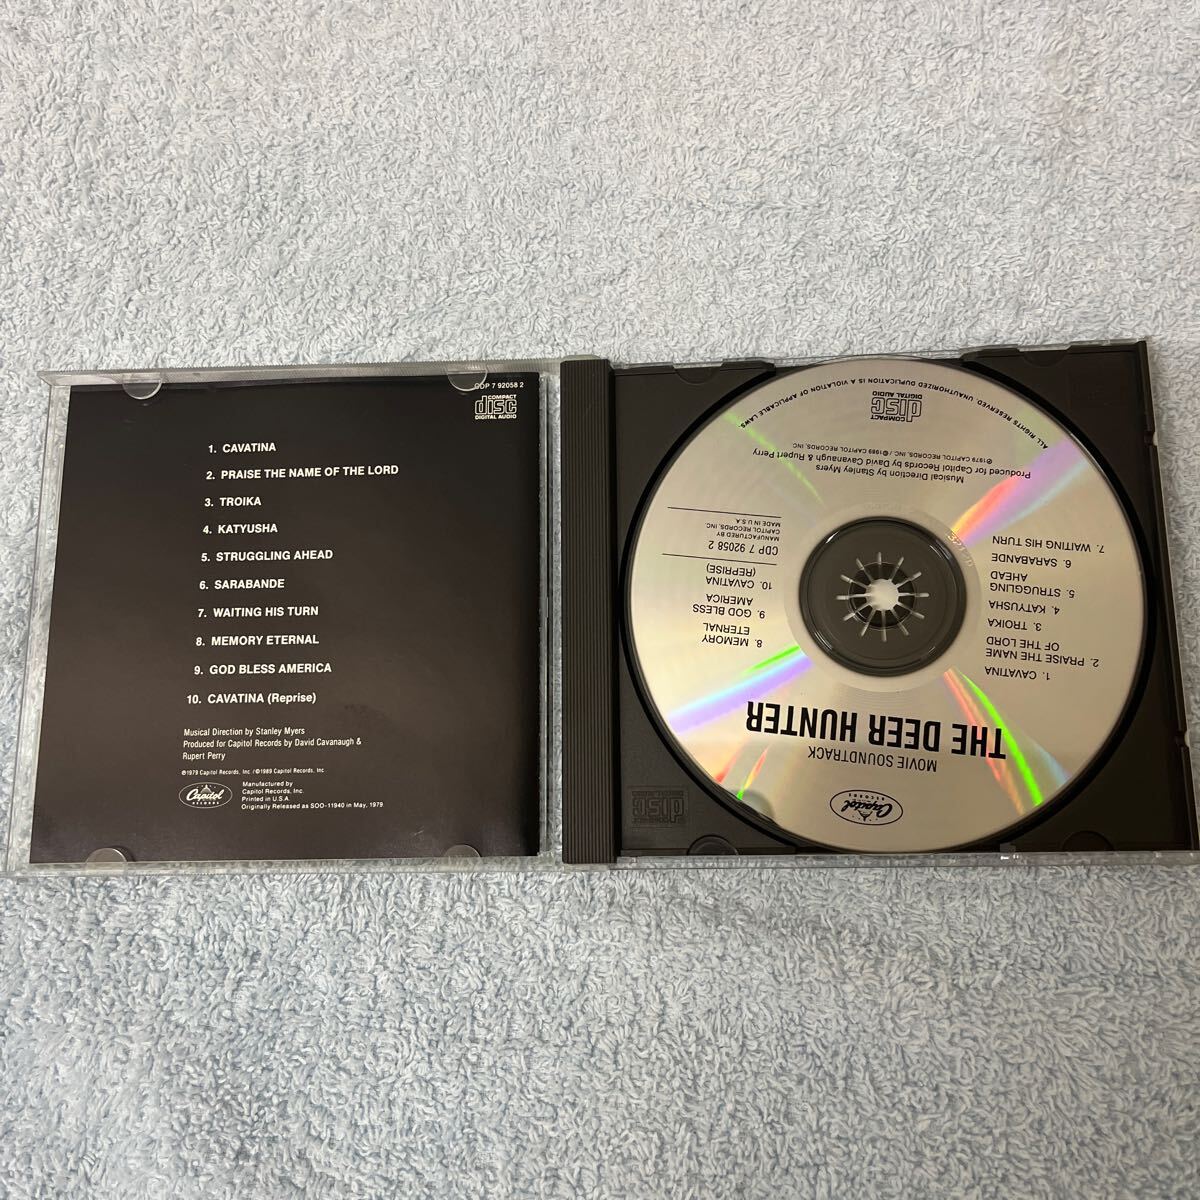 CDP 7 92058 2
COMPACT
disc
DIGITAL AUDIO
1. CAVATINA
2. PRAISE THE NAME OF THE LORD
3. TROIKA
4. KATYUSHA
5. STRUGGLING AHEAD
6. SARABANDE
7. WAITING HIS TURN
8. MEMORY ETERNAL
9. GOD BLESS AMERICA
10. CAVATINA (Reprise)
Musical Direction by Stanley Myers
Produced for Capitol Records by David Cavanaugh &
Rupert Perry
℗1979 Capitol Records, Inc / ©1989 Capitol Records, Inc
Capitol
RECORDS
Manufactured by
Capitol Records, Inc.
Printed in U.S.A.
Originally Released as SOO-11940 in May, 1979
Capitol
RECORDS
MOVIE SOUNDTRACK
THE DEER HUNTER
1. CAVATINA
2. PRAISE THE NAME
OF THE LORD
3. TROIKA
4. KATYUSHA
5. STRUGGLING
AHEAD
6. SARABANDE
7. WAITING HIS TURN
8. MEMORY
ETERNAL
9. GOD BLESS
AMERICA
10. CAVATINA
(REPRISE)
CDP 7 92058 2
MANUFACTURED BY
CAPITOL RECORDS, INC.
MADE IN U.S.A.
Musical Direction by Stanley Myers
Produced for Capitol Records by David Cavanaugh & Rupert Perry
℗1979 CAPITOL RECORDS, INC. / ©1989 CAPITOL RECORDS, INC.
COMPACT
disc
DIGITAL AUDIO
ALL RIGHTS RESERVED. UNAUTHORIZED DUPLICATION IS A VIOLATION OF APPLICABLE LAWS.
disc